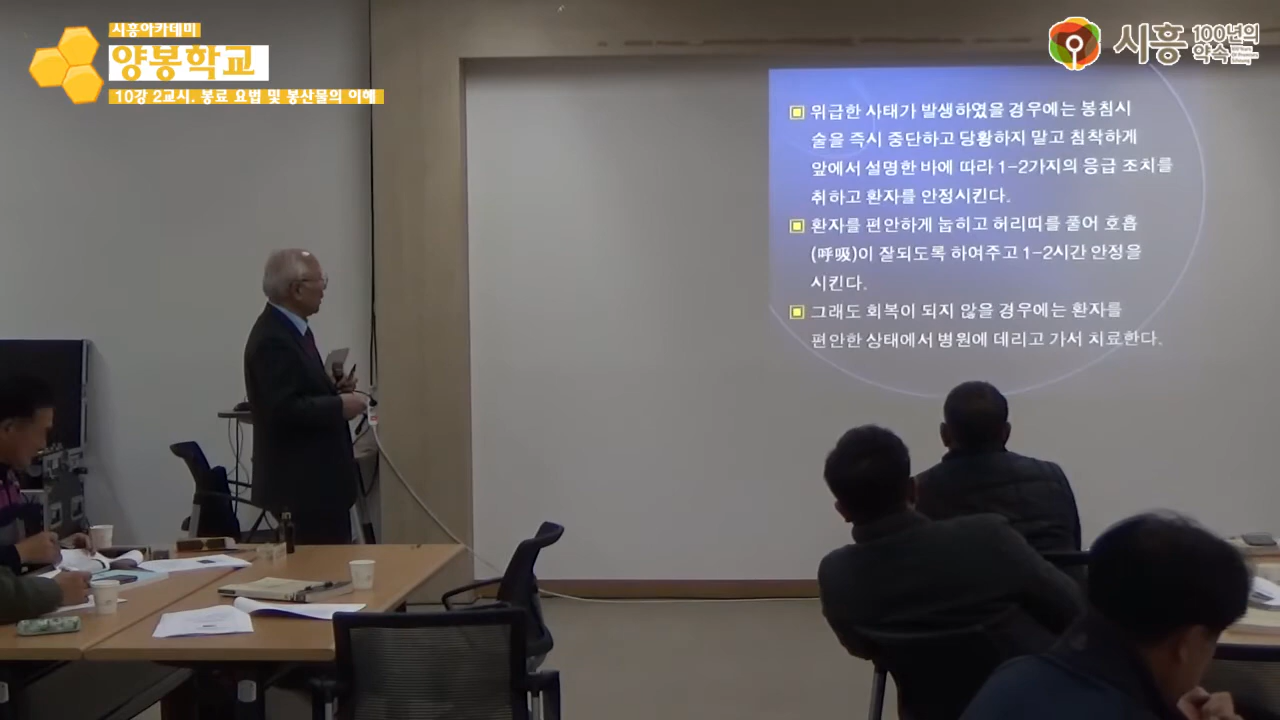 시흥아카데미
양봉학교
10강 2교시. 봉료 요법 및 봉산물의 이해
시흥 100년의
약속
위급한 사태가 발생하였을 경우에는 봉침시
술을 즉시 중단하고 당황하지 말고 침착하게
앞에서 설명한 바에 따라 1-2가지의 응급 조치를
취하고 환자를 안정시킨다.
환자를 편안하게 눕히고 허리띠를 풀어 호흡
(呼吸)이 잘되도록 하여주고 1-2시간 안정을
시킨다.
그래도 회복이 되지 않을 경우에는 환자를
편안한 상태에서 병원에 데리고 가서 치료한다.